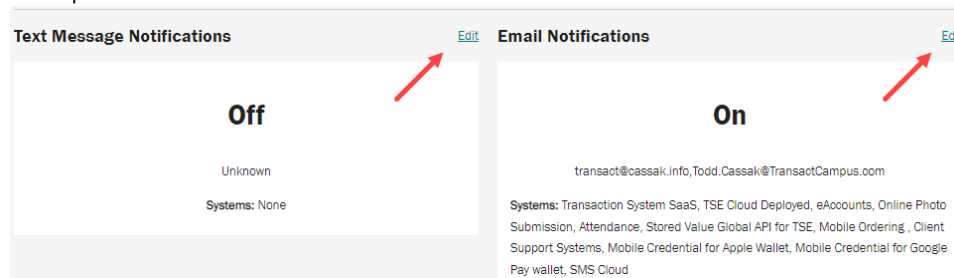 Text Message Notifications
Edit
Off
Unknown
Systems: None
Email Notifications
Ed
On
transact@cassak.info,Todd.Cassak@TransactCampus.com
Systems: Transaction System SaaS, TSE Cloud Deployed, eAccounts, Online Photo
Submission, Attendance, Stored Value Global API for TSE, Mobile Ordering , Client
Support Systems, Mobile Credential for Apple Wallet, Mobile Credential for Google
Pay wallet, SMS Cloud